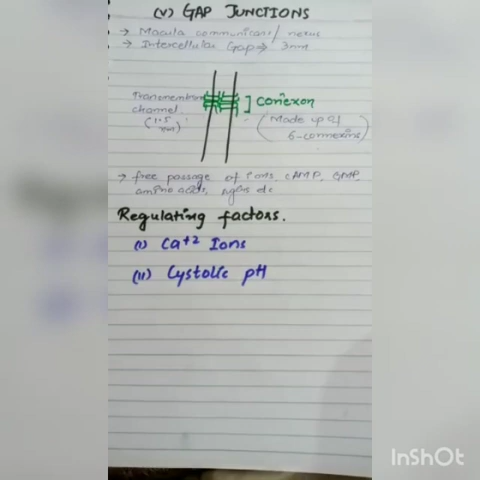 (V) GAP JUNCTIONS
→ Macula communicans/ nexus
→ Intercellular Gap → 3nm
Transmembrane
channel
(1.5
nm)
] Connexon
(Made up of
6-connexins)
→ free passage of ions, cAMP, GMP,
amino acids, etc
Regulating factors.
(i) Ca+2 Ions
(ii) Cystolic pH
InShOt